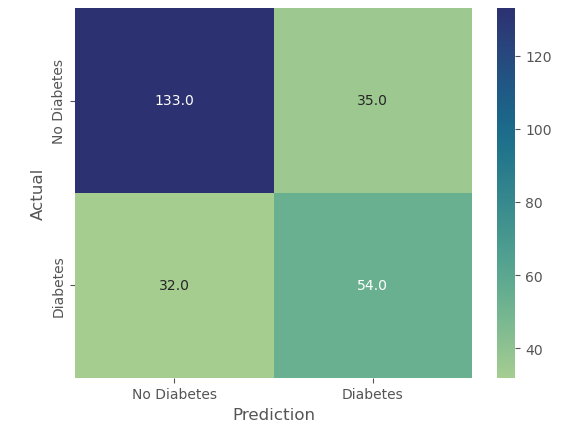 No Diabetes
Diabetes
Actual
133.0
35.0
32.0
54.0
No Diabetes
Diabetes
Prediction
120
100
80
60
40